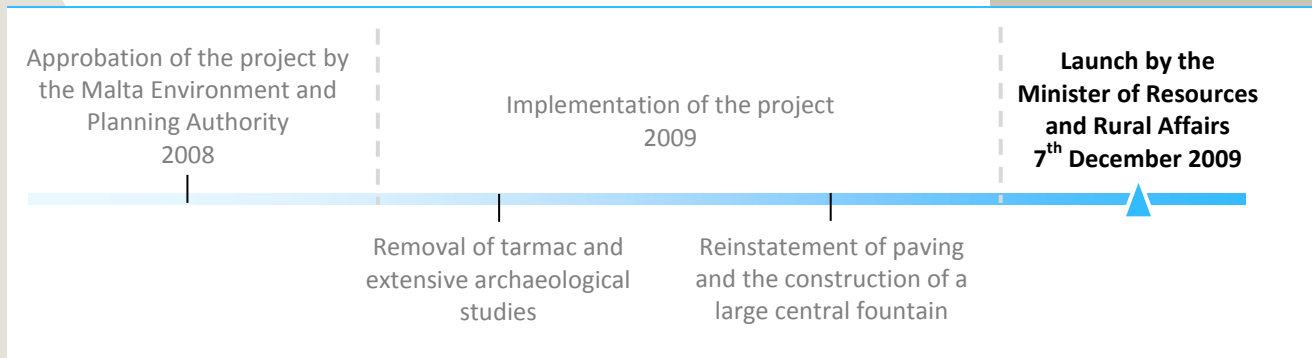 Approbation of the project by
the Malta Environment and
Planning Authority
2008
Implementation of the project
2009
Launch by the
Minister of Resources
and Rural Affairs
7th December 2009
Removal of tarmac and
extensive archaeological
studies
Reinstatement of paving
and the construction of a
large central fountain